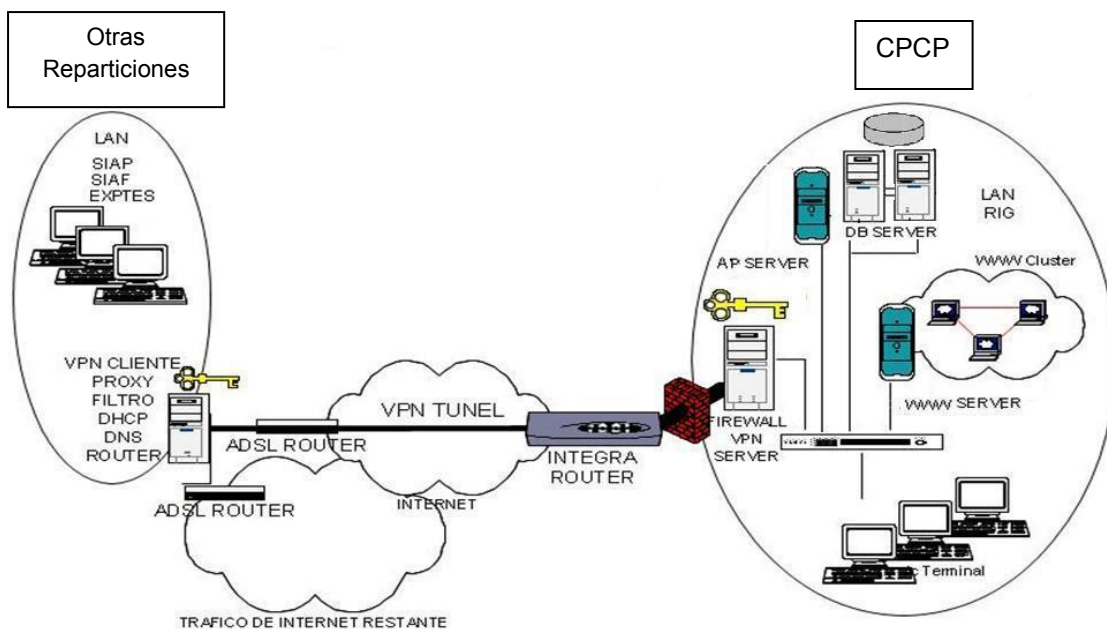 Otras
Reparticiones
CPCP
LAN
SIAP
SIAF
EXPTES
VPN CLIENTE
PROXY
FILTRO
DHCP
DNS
ROUTER
ADSL ROUTER
ADSL ROUTER
VPN TUNEL
INTERNET
TRAFICO DE INTERNET RESTANTE
INTEGRA
ROUTER
FIREWALL
VPN
SERVER
AP SERVER
DB SERVER
LAN
RIG
WWW Cluster
WWW SERVER
Terminal